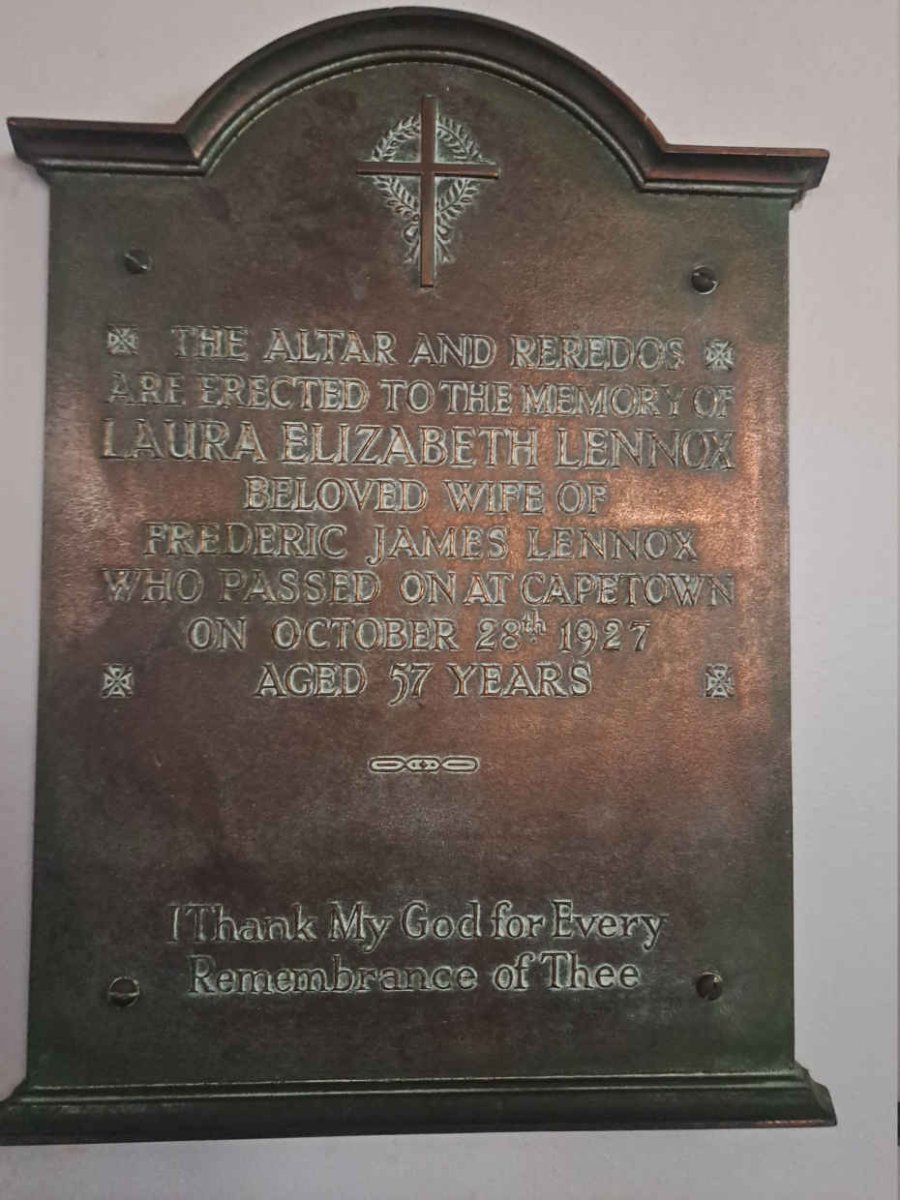 THE ALTAR AND REREDOS
ARE ERECTED TO THE MEMORY OF
LAURA ELIZABETH LENNOX
BELOVED WIFE OF
FREDERIC JAMES LENNOX
WHO PASSED ON AT CAPETOWN
ON OCTOBER 28th 1927
AGED 57 YEARS
I Thank My God for Every
Remembrance of Thee